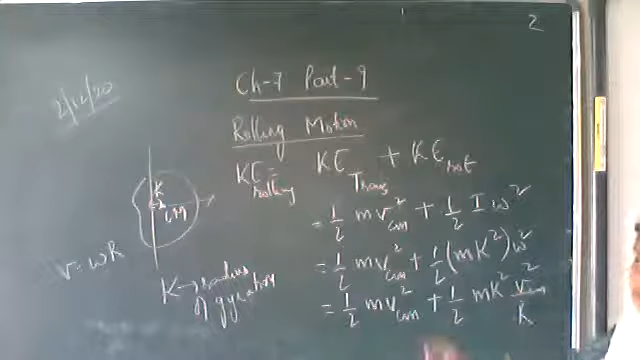 2
2/12/20
Ch-7 Part-9
Rolling Motion
KE rolling = KE Trans + KE rot
= 1/2 mv²cm + 1/2 I ω²
K
CM
= 1/2 mv²cm + 1/2 (mK²) ω²
v = ωR
K → radius of gyration
= 1/2 mv²cm + 1/2 mK² v²cm/R